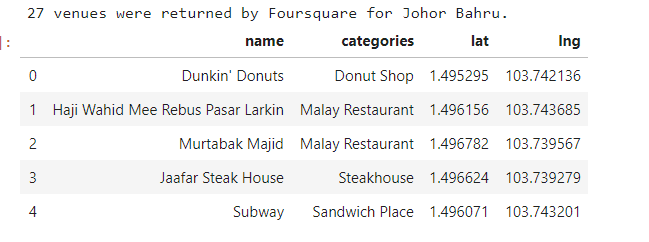 27 venues were returned by Foursquare for Johor Bahru.
]:
name categories lat lng
0 Dunkin' Donuts Donut Shop 1.495295 103.742136
1 Haji Wahid Mee Rebus Pasar Larkin Malay Restaurant 1.496156 103.743685
2 Murtabak Majid Malay Restaurant 1.496782 103.739567
3 Jaafar Steak House Steakhouse 1.496624 103.739279
4 Subway Sandwich Place 1.496071 103.743201